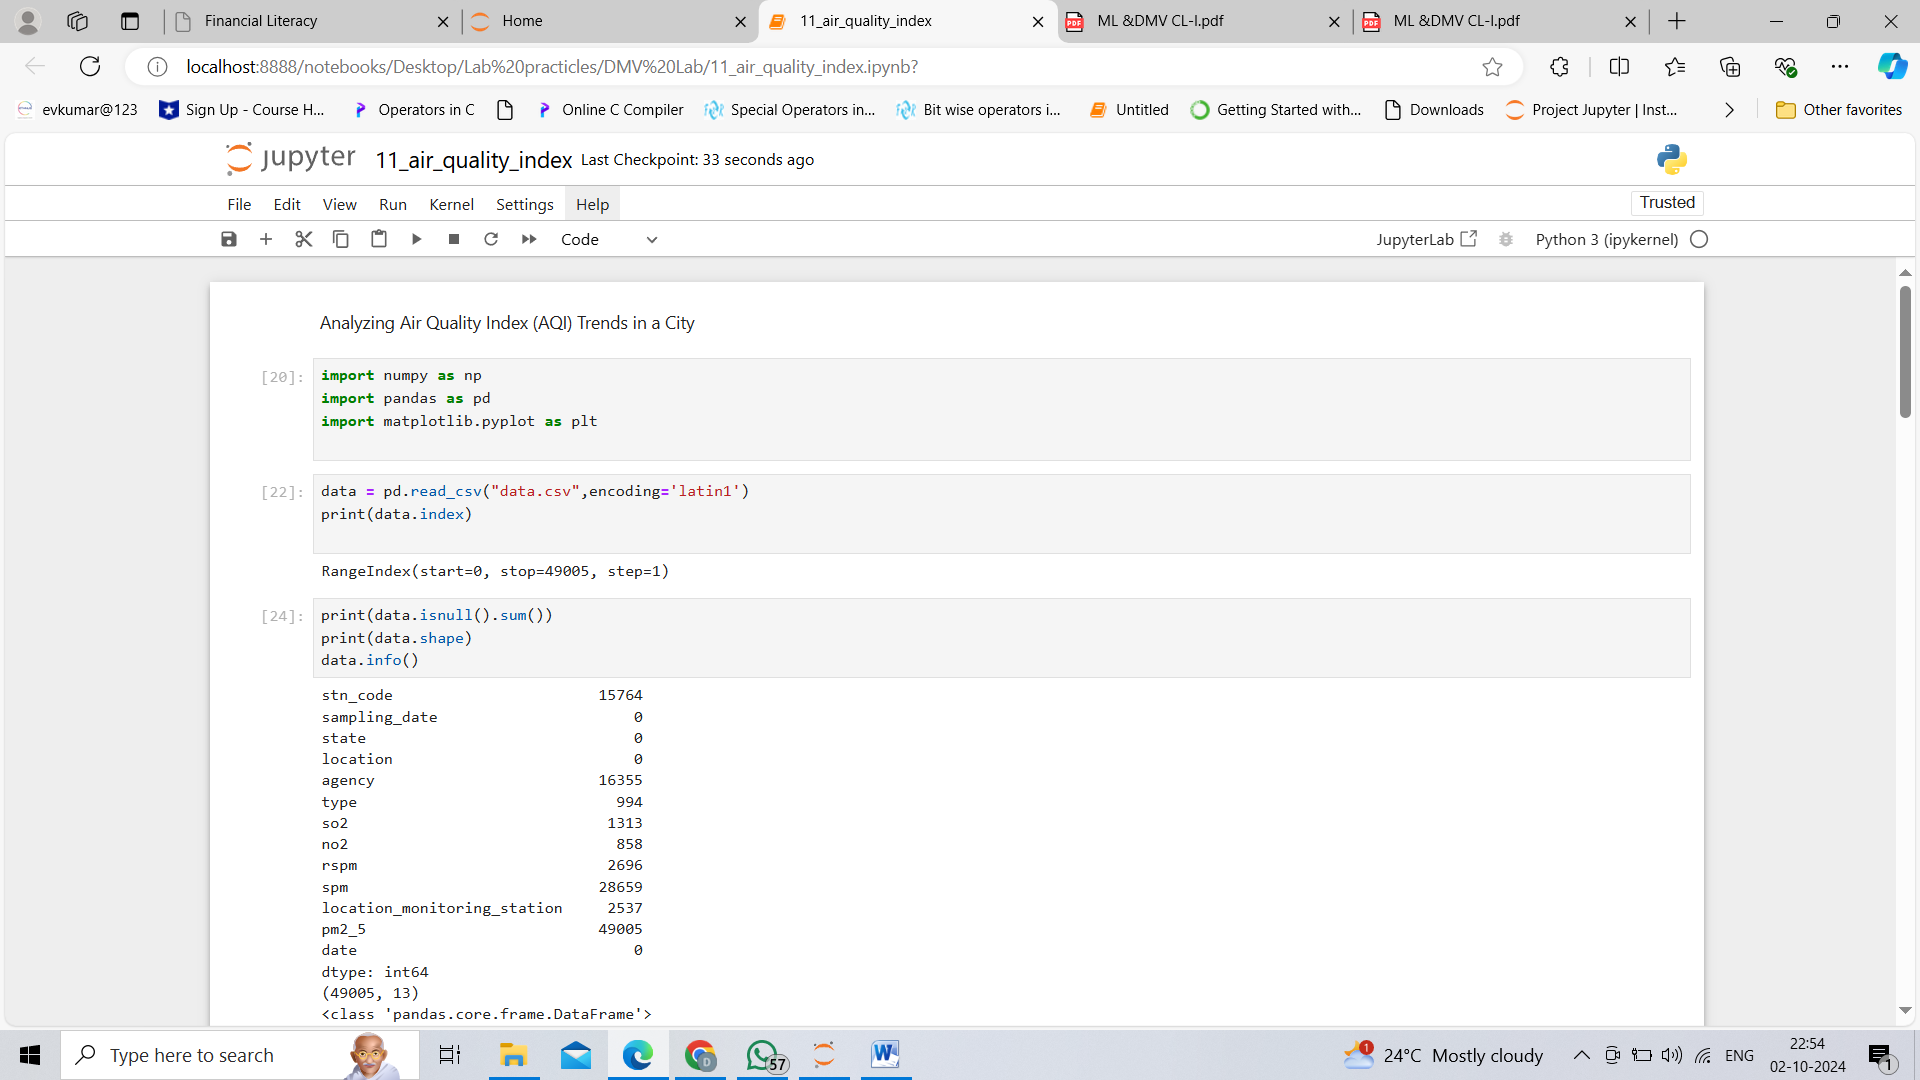 Financial Literacy
Home
11_air_quality_index
ML &DMV CL-I.pdf
ML &DMV CL-I.pdf
localhost:8888/notebooks/Desktop/Lab%20practicles/DMV%20Lab/11_air_quality_index.ipynb?
evkumar@123
Sign Up - Course H...
Operators in C
Online C Compiler
Special Operators in...
Bit wise operators i...
Untitled
Getting Started with...
Downloads
Project Jupyter | Inst...
Other favorites
jupyter 11_air_quality_index Last Checkpoint: 33 seconds ago
File Edit View Run Kernel Settings Help
Trusted
Code
JupyterLab
Python 3 (ipykernel)
Analyzing Air Quality Index (AQI) Trends in a City
[20]:
import numpy as np
import pandas as pd
import matplotlib.pyplot as plt
[22]:
data = pd.read_csv("data.csv",encoding='latin1')
print(data.index)
RangeIndex(start=0, stop=49005, step=1)
[24]:
print(data.isnull().sum())
print(data.shape)
data.info()
stn_code 15764
sampling_date 0
state 0
location 0
agency 16355
type 994
so2 1313
no2 858
rspm 2696
spm 28659
location_monitoring_station 2537
pm2_5 49005
date 0
dtype: int64
(49005, 13)
<class 'pandas.core.frame.DataFrame'>
Type here to search
D
57
W
1
24°C Mostly cloudy
ENG
22:54
02-10-2024
1